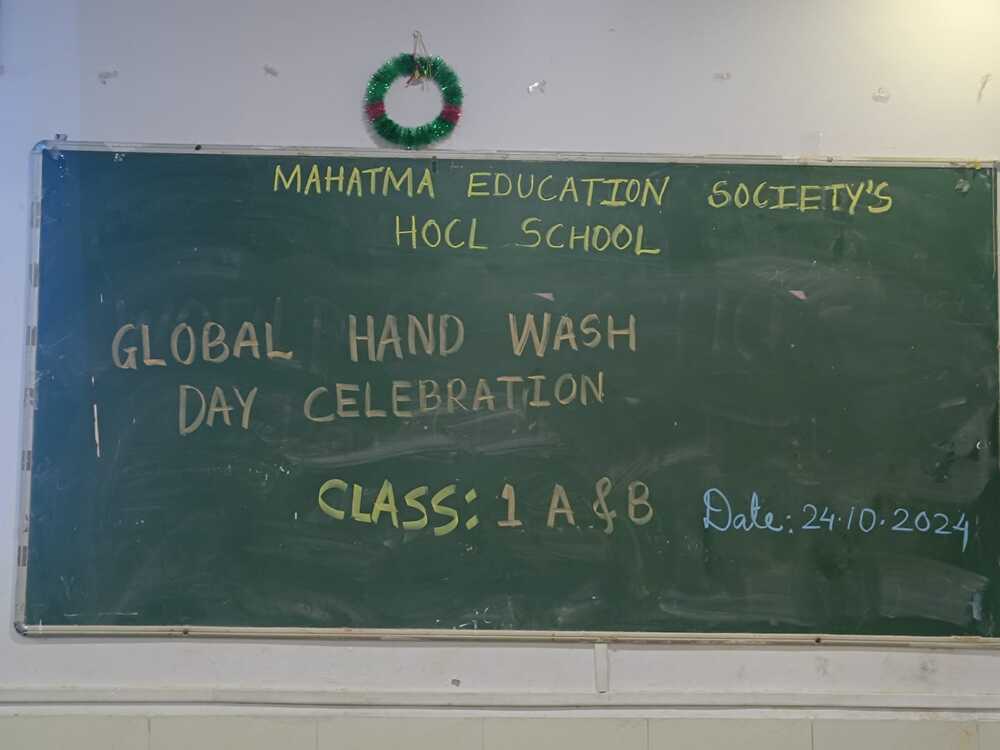 MAHATMA EDUCATION SOCIETY'S
HOCL SCHOOL
GLOBAL HAND WASH
DAY CELEBRATION
CLASS: 1 A & B
Date: 24.10.2024